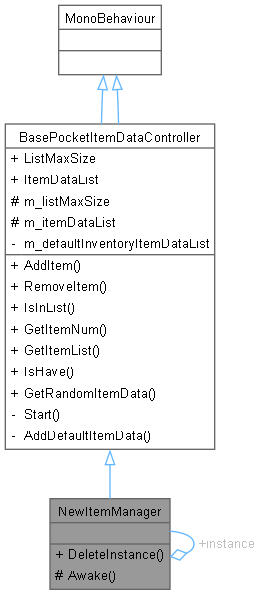 MonoBehaviour
BasePocketItemDataController
+ ListMaxSize
+ ItemDataList
# m_listMaxSize
# m_itemDataList
- m_defaultInventoryItemDataList
+ AddItem()
+ RemoveItem()
+ IsInList()
+ GetItemNum()
+ GetItemList()
+ IsHave()
+ GetRandomItemData()
- Start()
- AddDefaultItemData()
NewItemManager
+instance
+ DeleteInstance()
# Awake()